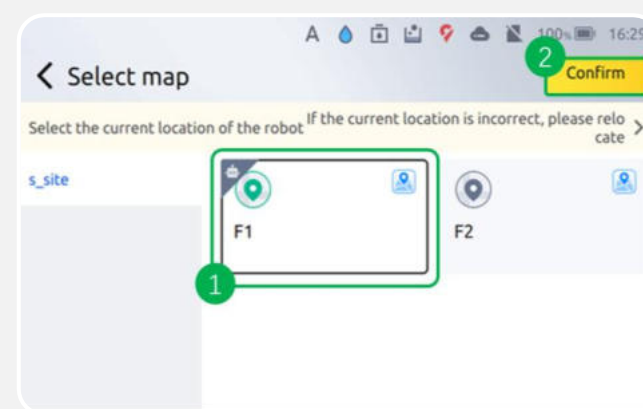 A 100% 16:29
< Select map
2
Confirm
Select the current location of the robot
If the current location is incorrect, please relo
cate >
s_site
F1
F2
1